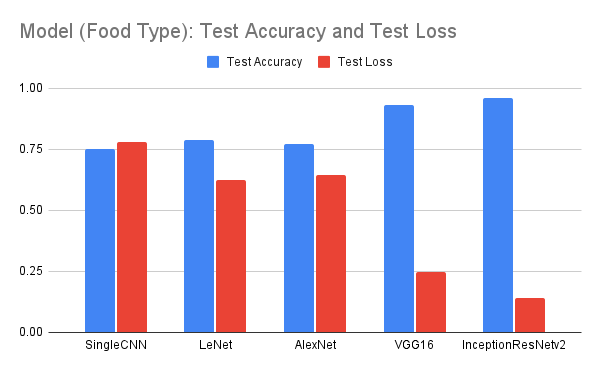 Model (Food Type): Test Accuracy and Test Loss
Test Accuracy Test Loss
1.00
0.75
0.50
0.25
0.00
SingleCNN LeNet AlexNet VGG16 InceptionResNetv2